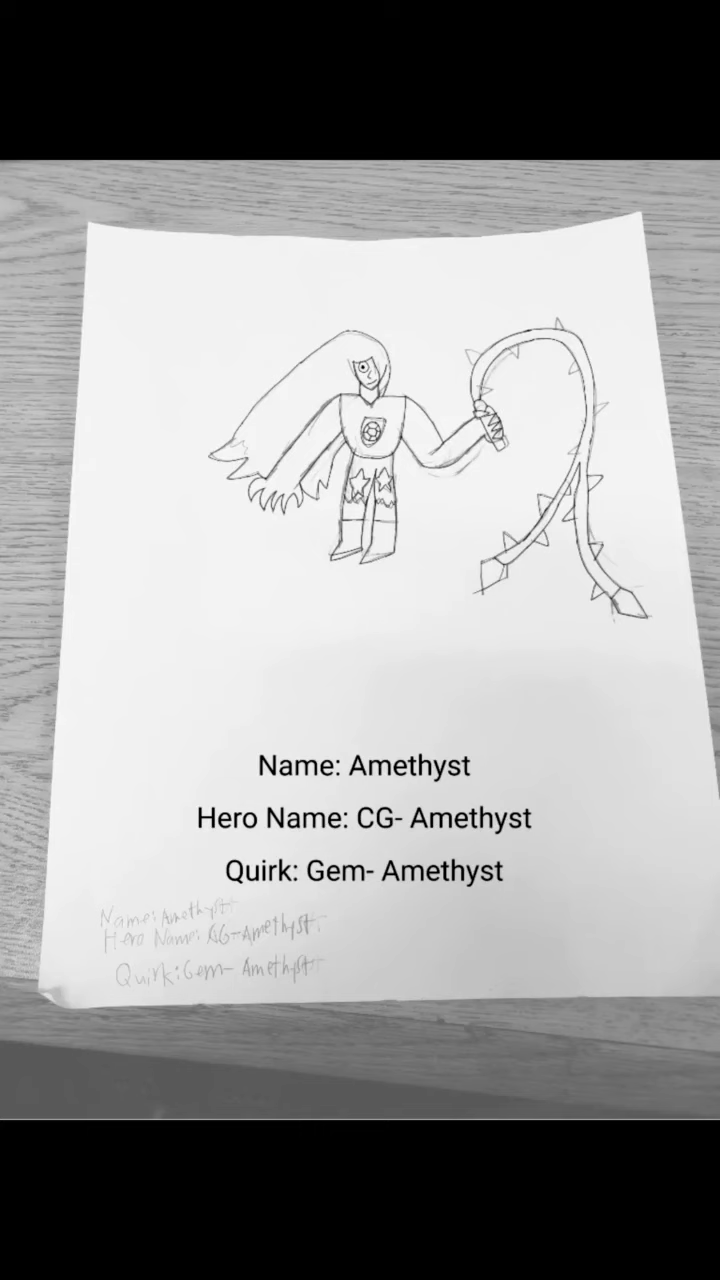 Name: Amethyst
Hero Name: CG- Amethyst
Quirk: Gem- Amethyst
Name: Amethyst
Hero Name: CG-Amethyst
Quirk: Gem- Amethyst